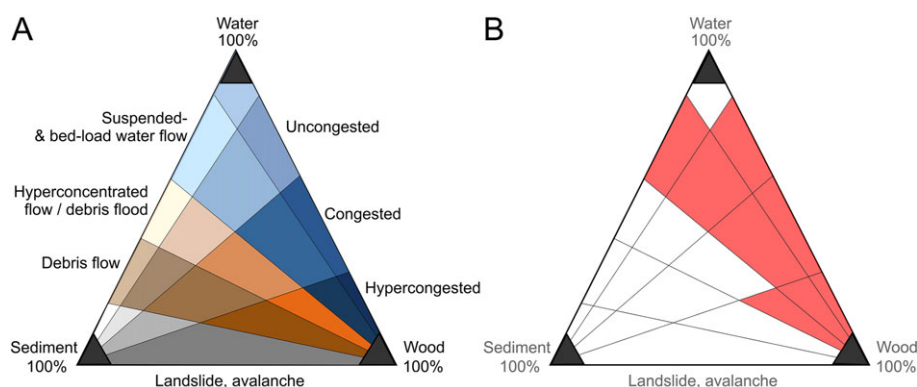 A
Water
100%
Suspended-
& bed-load water flow
Uncongested
Hyperconcentrated
flow / debris flood
Congested
Debris flow
Hypercongested
Sediment
100%
Wood
100%
Landslide, avalanche
B
Water
100%
Sediment
100%
Wood
100%
Landslide, avalanche